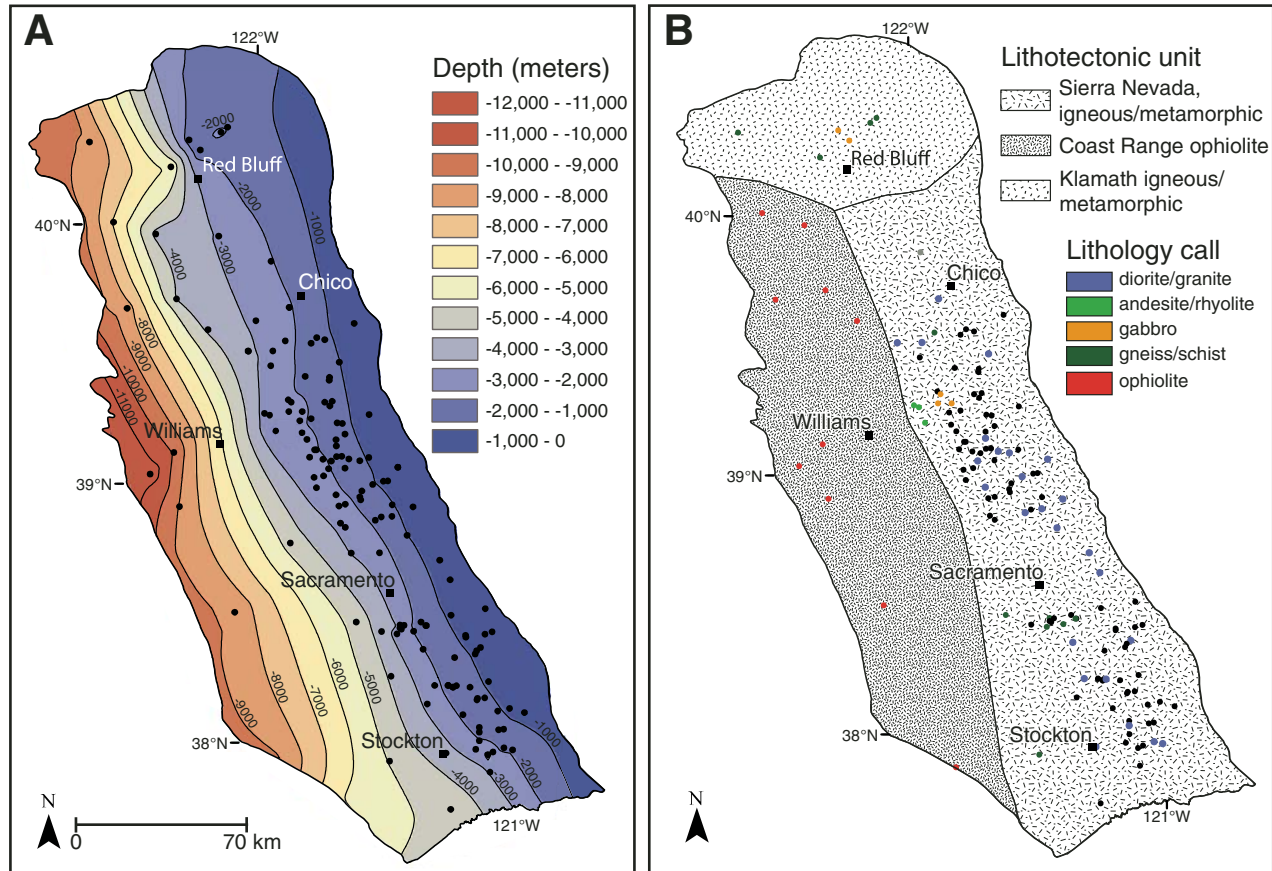 A
122°W
Depth (meters)
-12,000 - -11,000
-11,000 - -10,000
-10,000 - -9,000
-9,000 - -8,000
-8,000 - -7,000
-7,000 - -6,000
-6,000 - -5,000
-5,000 - -4,000
-4,000 - -3,000
-3,000 - -2,000
-2,000 - -1,000
-1,000 - 0
-2000
Red Bluff
-2000
-1000
40°N
-3000
-4000
Chico
-8000
-9000
-10000
-11000
Williams
39°N
Sacramento
-6000
-5000
-7000
-8000
-9000
38°N
Stockton
-1000
-2000
-3000
-4000
121°W
N
0
70 km
B
122°W
Lithotectonic unit
Sierra Nevada,
igneous/metamorphic
Coast Range ophiolite
Klamath igneous/
metamorphic
Lithology call
diorite/granite
andesite/rhyolite
gabbro
gneiss/schist
ophiolite
Red Bluff
40°N
Chico
Williams
39°N
Sacramento
38°N
Stockton
121°W
N